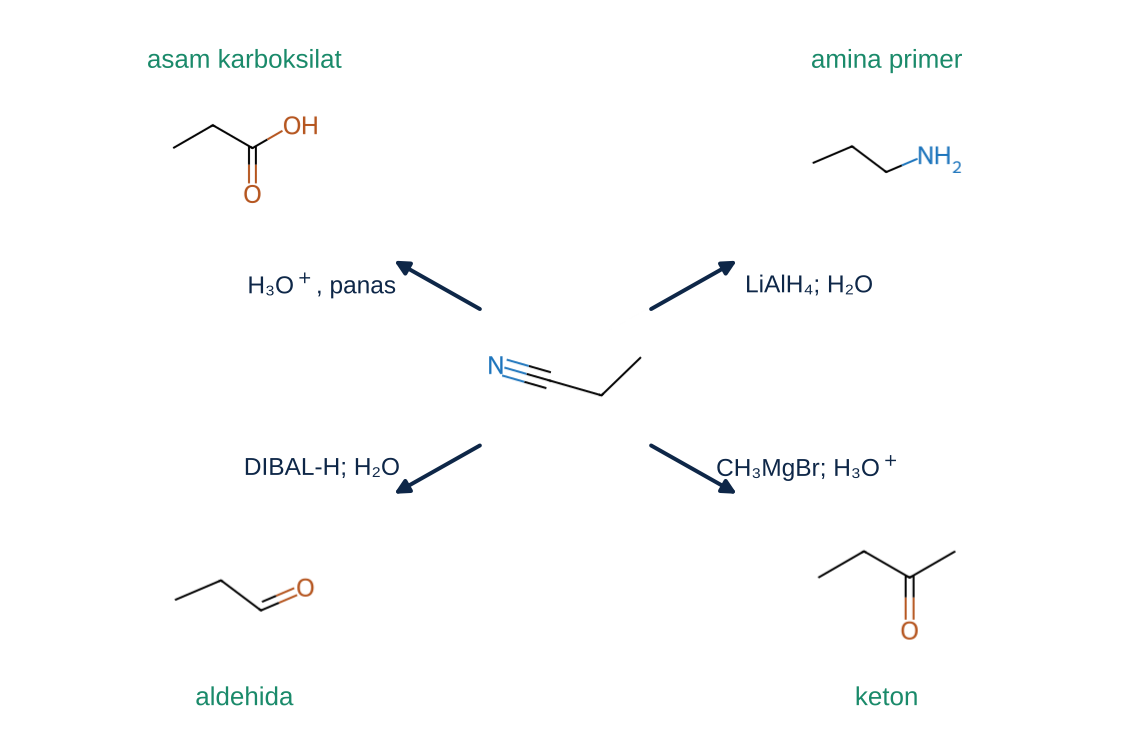 asam karboksilat
amina primer
OH
O
NH₂
H₃O⁺, panas
LiAlH₄; H₂O
N
DIBAL-H; H₂O
CH₃MgBr; H₃O⁺
O
O
aldehida
keton